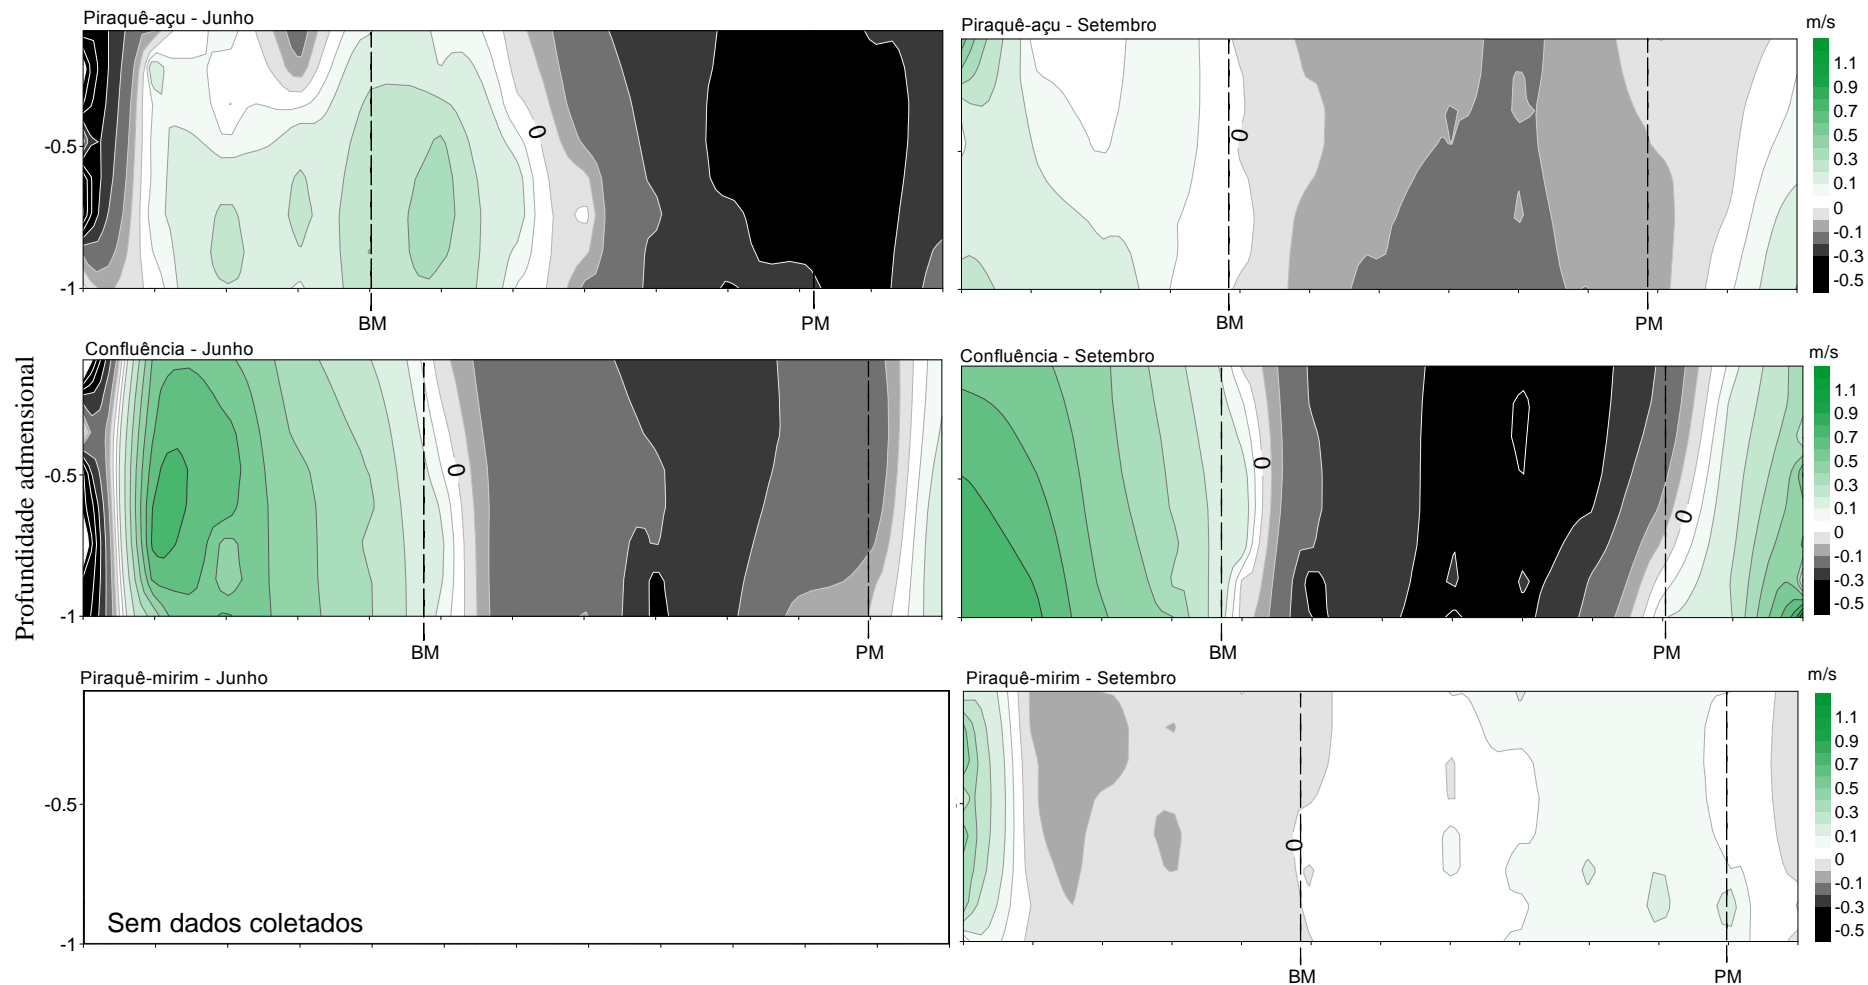 Piraquê-açu - Junho
Piraquê-açu - Setembro
m/s
1.1
0.9
0.7
0.5
0.3
0.1
0
-0.1
-0.3
-0.5
-0.5
-1
0
0
BM
PM
BM
PM
Profundidade admensional
Confluência - Junho
Confluência - Setembro
m/s
1.1
0.9
0.7
0.5
0.3
0.1
0
-0.1
-0.3
-0.5
-0.5
-1
0
0
0
BM
PM
BM
PM
Piraquê-mirim - Junho
Piraquê-mirim - Setembro
m/s
1.1
0.9
0.7
0.5
0.3
0.1
0
-0.1
-0.3
-0.5
-0.5
-1
Sem dados coletados
0
BM
PM